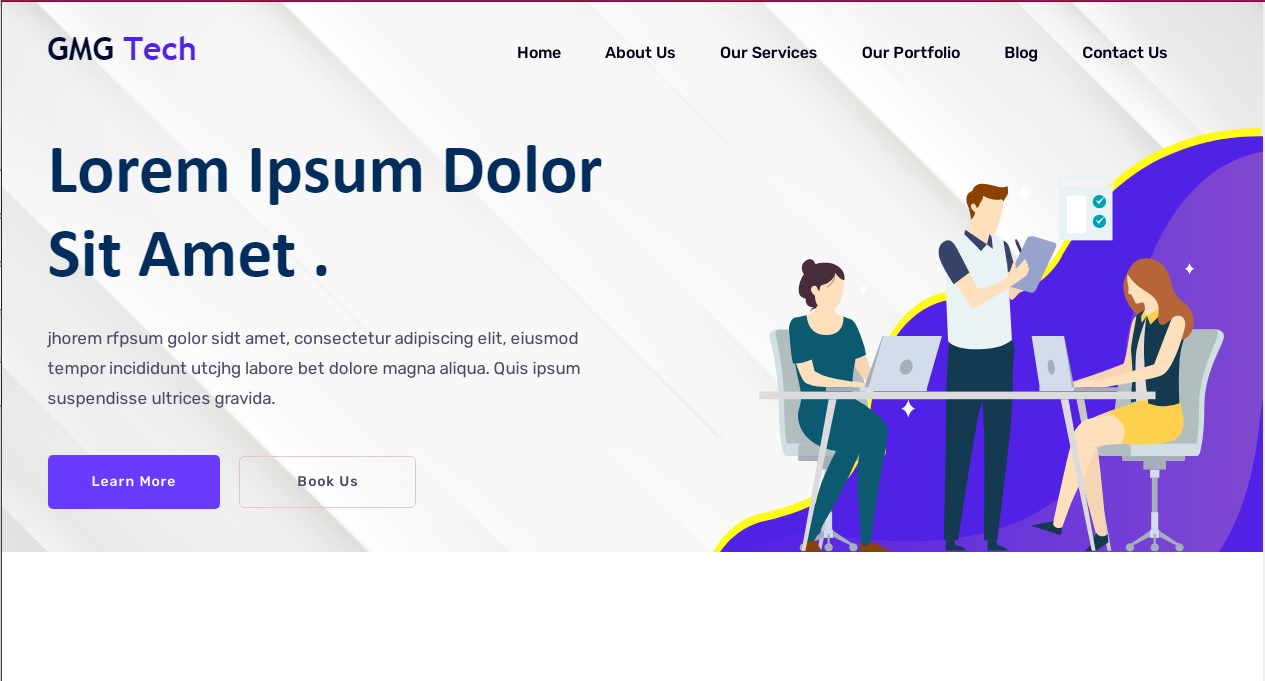 GMG Tech
Home About Us Our Services Our Portfolio Blog Contact Us
Lorem Ipsum Dolor
Sit Amet .
jhorem rfpsum golor sidt amet, consectetur adipiscing elit, eiusmod
tempor incididunt utcjhg labore bet dolore magna aliqua. Quis ipsum
suspendisse ultrices gravida.
Learn More Book Us